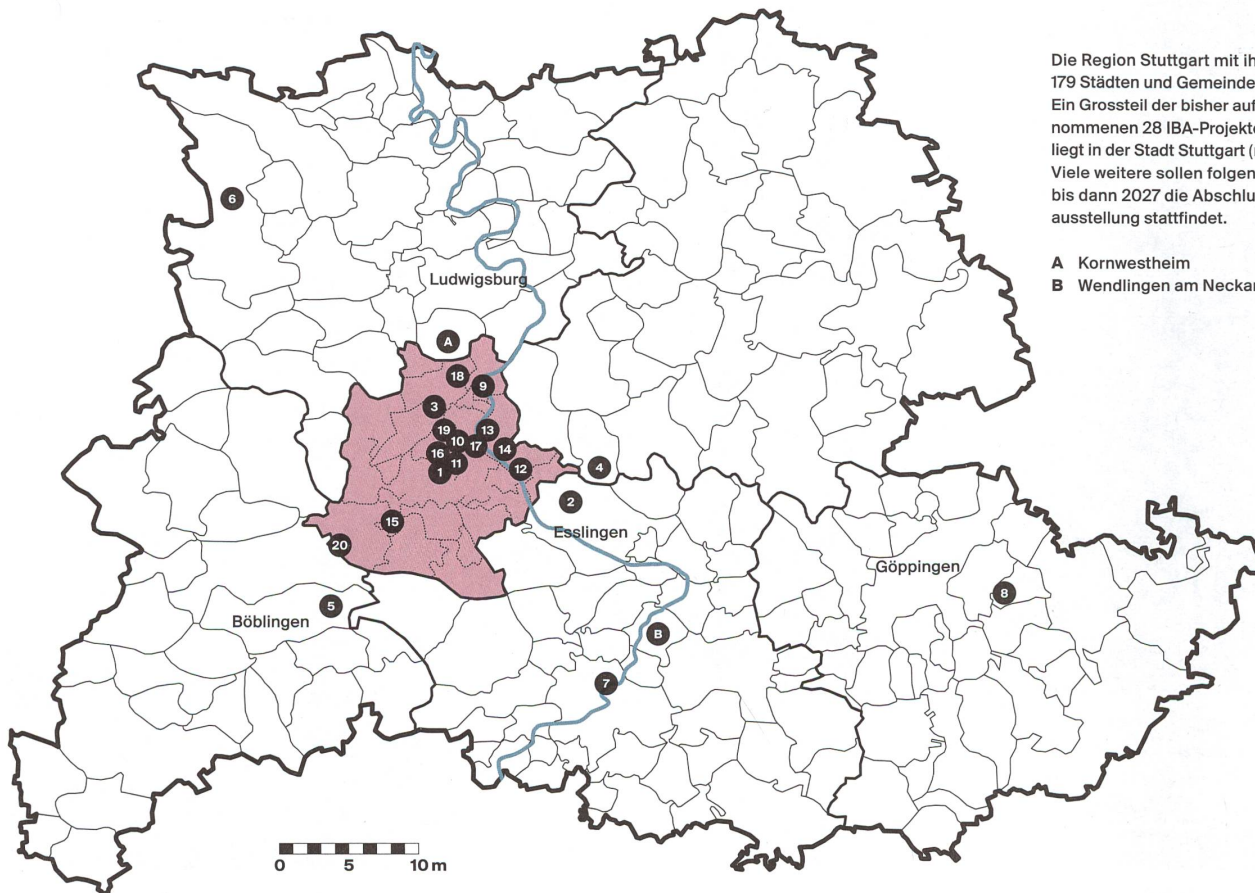 Die Region Stuttgart mit ih
179 Städten und Gemeinde
Ein Grossteil der bisher auf
nommenen 28 IBA-Projekte
liegt in der Stadt Stuttgart (
Viele weitere sollen folgen
bis dann 2027 die Abschlu
ausstellung stattfindet.
A Kornwestheim
B Wendlingen am Neckar
6
Ludwigsburg
A
18
9
3
19
13
10
17
16
14
11
1
12
4
2
15
Esslingen
20
Göppingen
8
5
Böblingen
B
7
0 5 10 m